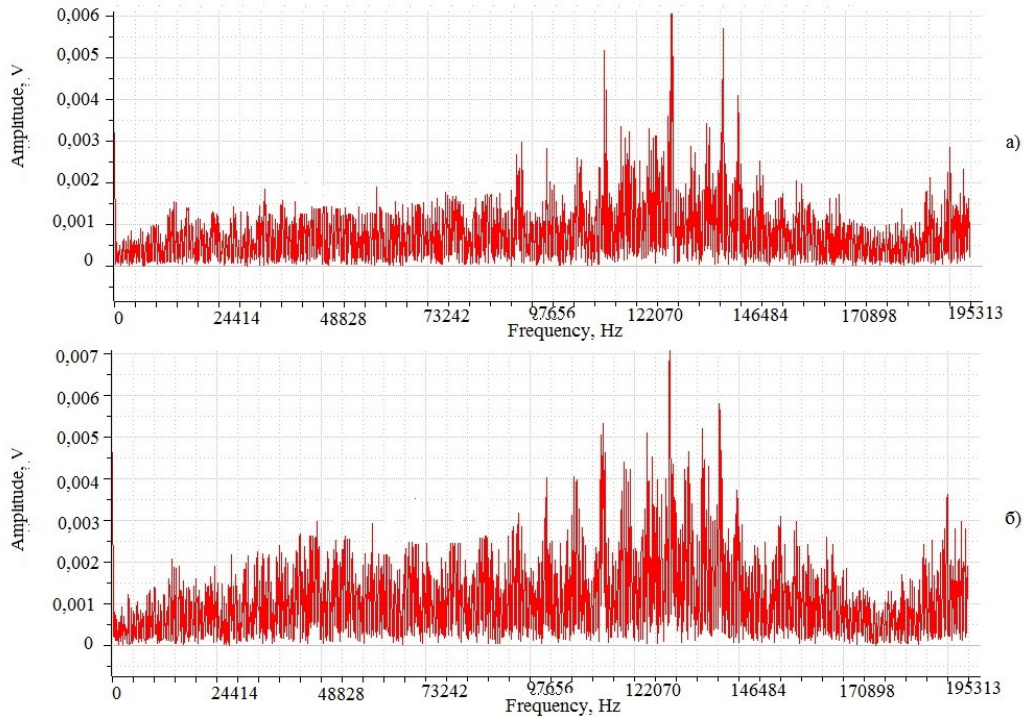 0,006
0,005
0,004
0,003
0,002
0,001
0
Amplitude, V
а)
0 24414 48828 73242 97656 122070 146484 170898 195313
Frequency, Hz
0,007
0,006
0,005
0,004
0,003
0,002
0,001
0
Amplitude, V
б)
0 24414 48828 73242 97656 122070 146484 170898 195313
Frequency, Hz